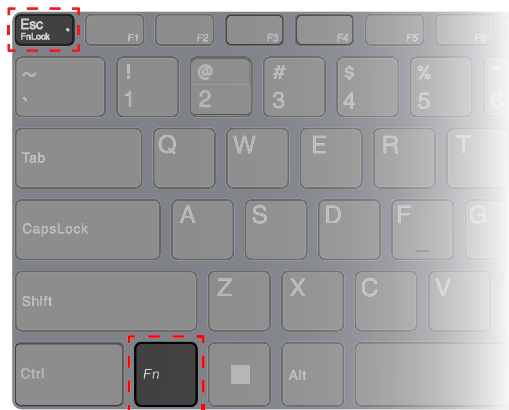 Esc
FnLock
F1
F2
F3
F4
F5
F6
~
`
!
1
@
2
#
3
$
4
%
5
^
6
Tab
Q
W
E
R
T
CapsLock
A
S
D
F
G
Shift
Z
X
C
V
Ctrl
Fn
Alt